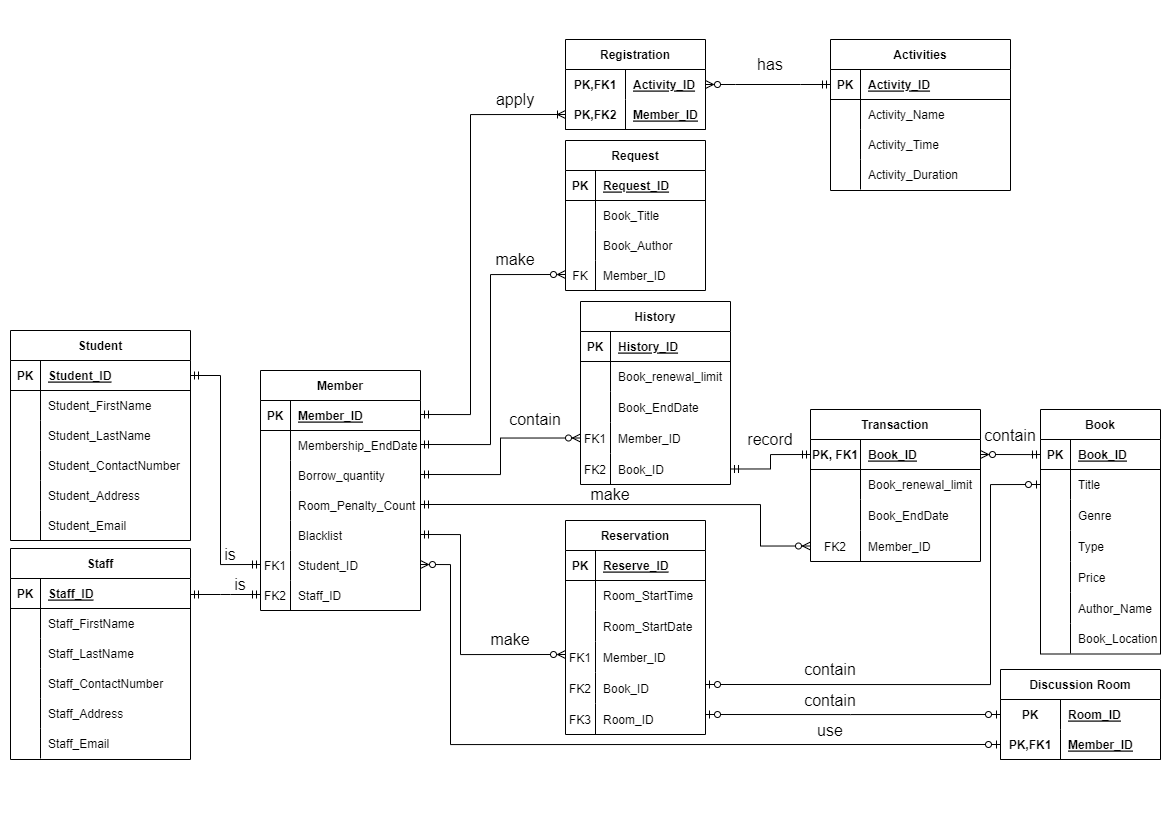 Registration
PK,FK1 Activity_ID
PK,FK2 Member_ID
has
Activities
PK Activity_ID
Activity_Name
Activity_Time
Activity_Duration
apply
Request
PK Request_ID
Book_Title
Book_Author
FK Member_ID
make
History
PK History_ID
Book_renewal_limit
Book_EndDate
FK1 Member_ID
FK2 Book_ID
contain
record
Student
PK Student_ID
Student_FirstName
Student_LastName
Student_ContactNumber
Student_Address
Student_Email
is
Member
PK Member_ID
Membership_EndDate
Borrow_quantity
Room_Penalty_Count
Blacklist
FK1 Student_ID
FK2 Staff_ID
make
Transaction
PK, FK1 Book_ID
Book_renewal_limit
Book_EndDate
FK2 Member_ID
contain
Book
PK Book_ID
Title
Genre
Type
Price
Author_Name
Book_Location
Staff
PK Staff_ID
Staff_FirstName
Staff_LastName
Staff_ContactNumber
Staff_Address
Staff_Email
is
Reservation
PK Reserve_ID
Room_StartTime
Room_StartDate
FK1 Member_ID
FK2 Book_ID
FK3 Room_ID
make
contain
contain
use
Discussion Room
PK Room_ID
PK,FK1 Member_ID